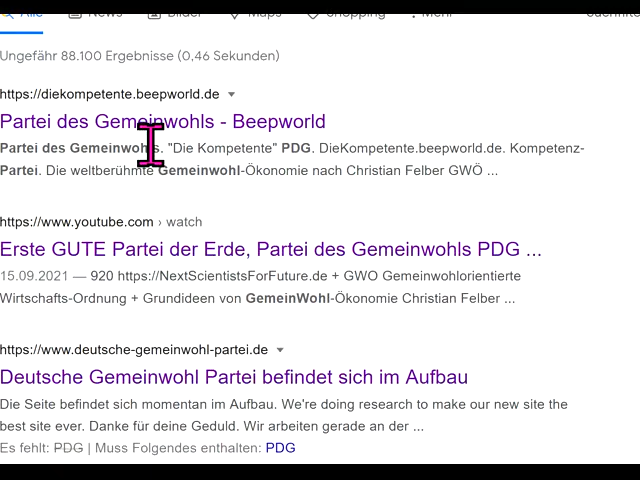 Alle News Bilder Maps Shopping Mehr
Ungefähr 88.100 Ergebnisse (0,46 Sekunden)
https://diekompetente.beepworld.de
Partei des Gemeinwohls - Beepworld
Partei des Gemeinwohls. "Die Kompetente" PDG. DieKompetente.beepworld.de. Kompetenz-
Partei. Die weltberühmte Gemeinwohl-Ökonomie nach Christian Felber GWÖ ...
https://www.youtube.com › watch
Erste GUTE Partei der Erde, Partei des Gemeinwohls PDG ...
15.09.2021 — 920 https://NextScientistsForFuture.de + GWO Gemeinwohlorientierte
Wirtschafts-Ordnung + Grundideen von GemeinWohl-Ökonomie Christian Felber ...
https://www.deutsche-gemeinwohl-partei.de
Deutsche Gemeinwohl Partei befindet sich im Aufbau
Die Seite befindet sich momentan im Aufbau. We're doing research to make our new site the
best site ever. Danke für deine Geduld. Wir arbeiten gerade an der ...
Es fehlt: PDG | Muss Folgendes enthalten: PDG